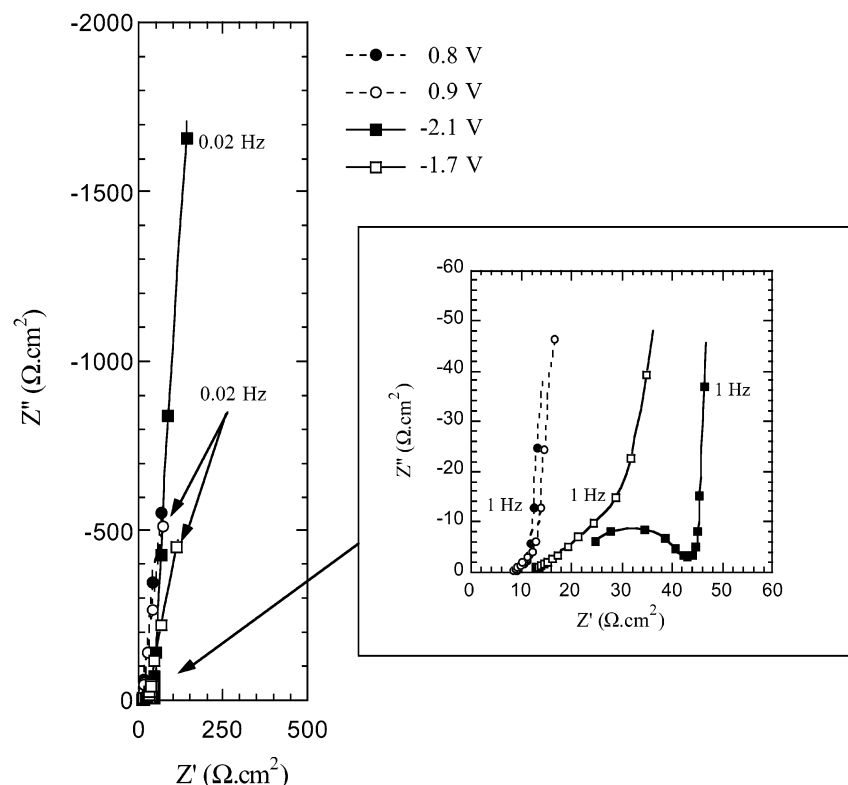 -2000
-1500
-1000
-500
0
0
250
500
Z" (Ω.cm²)
Z' (Ω.cm²)
0.02 Hz
0.02 Hz
0.8 V
0.9 V
-2.1 V
-1.7 V
-60
-50
-40
-20
-10
0
0
10
20
30
40
50
60
Z" (Ω.cm²)
Z' (Ω.cm²)
1 Hz
1 Hz
1 Hz